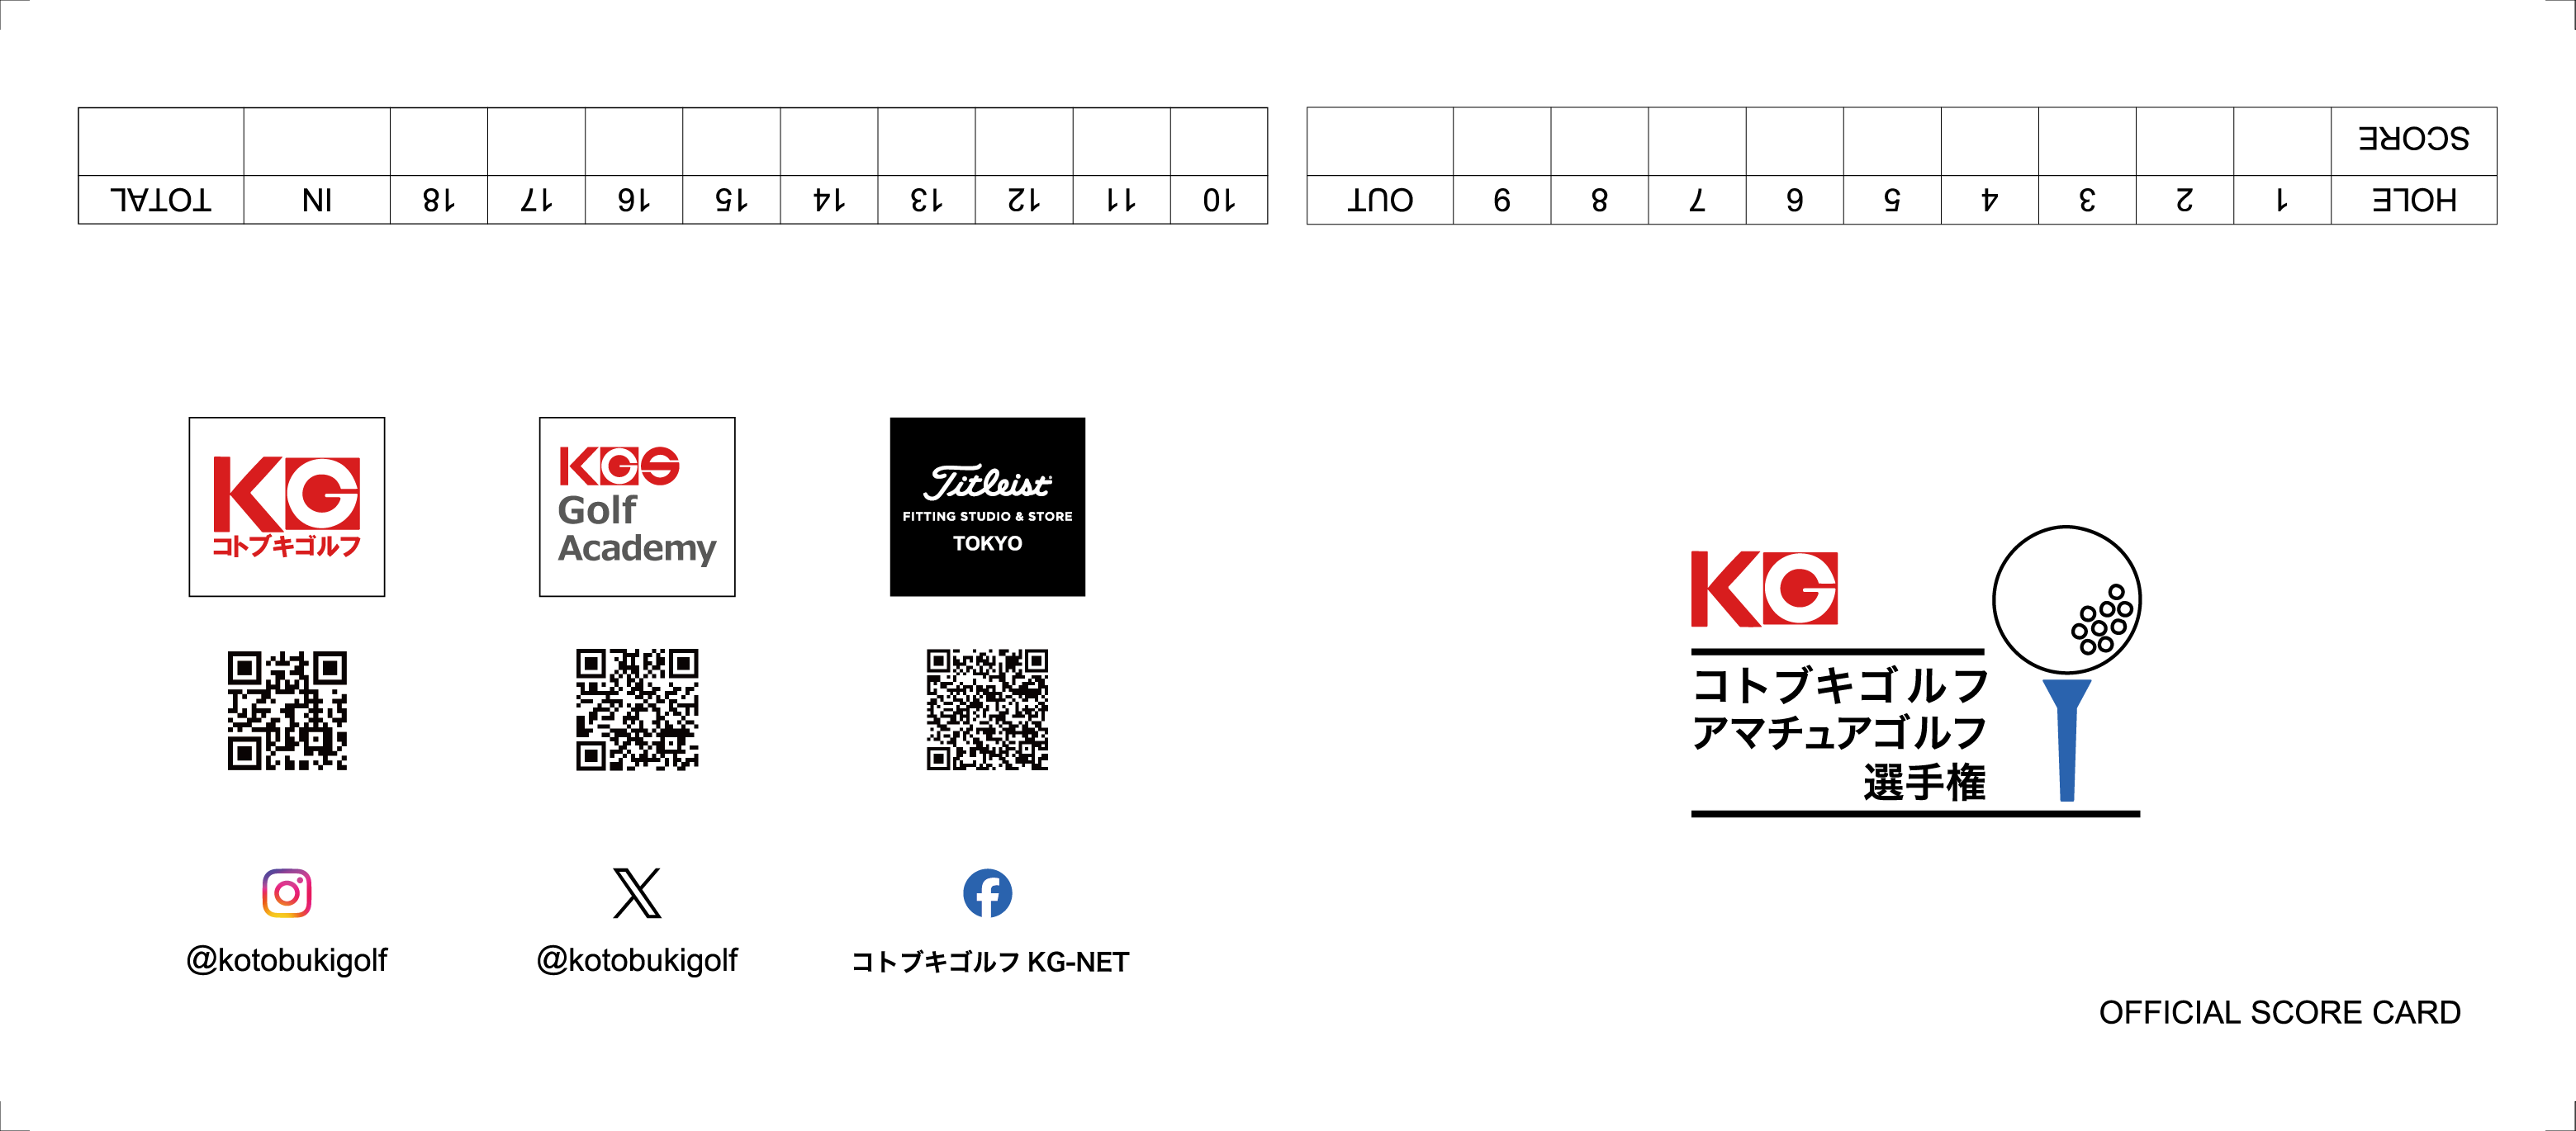 HOLE 1 2 3 4 5 6 7 8 9 OUT
SCORE
10 11 12 13 14 15 16 17 18 IN TOTAL
KG
コトブキゴルフ
KGS
Golf
Academy
Titleist
FITTING STUDIO & STORE
TOKYO
@kotobukigolf
@kotobukigolf
コトブキゴルフ KG-NET
KG
コトブキゴルフ
アマチュアゴルフ
選手権
OFFICIAL SCORE CARD